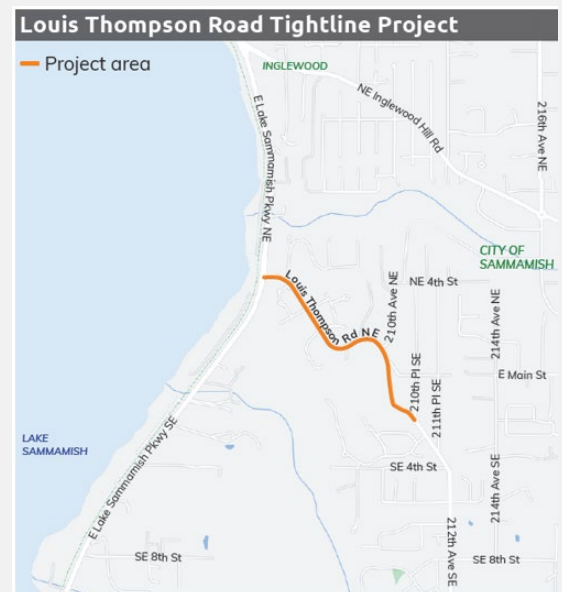 Louis Thompson Road Tightline Project
Project area
INGLEWOOD
NE Inglewood Hill Rd
216th Ave NE
E Lake Sammamish Pkwy NE
CITY OF
SAMMAMISH
Louis Thompson Rd NE
210th Ave NE
NE 4th St
214th Ave NE
210th Pl SE
211th Pl SE
E Main St
LAKE
SAMMAMISH
E Lake Sammamish Pkwy SE
SE 4th St
214th Ave SE
212th Ave SE
SE 8th St
SE 8th St